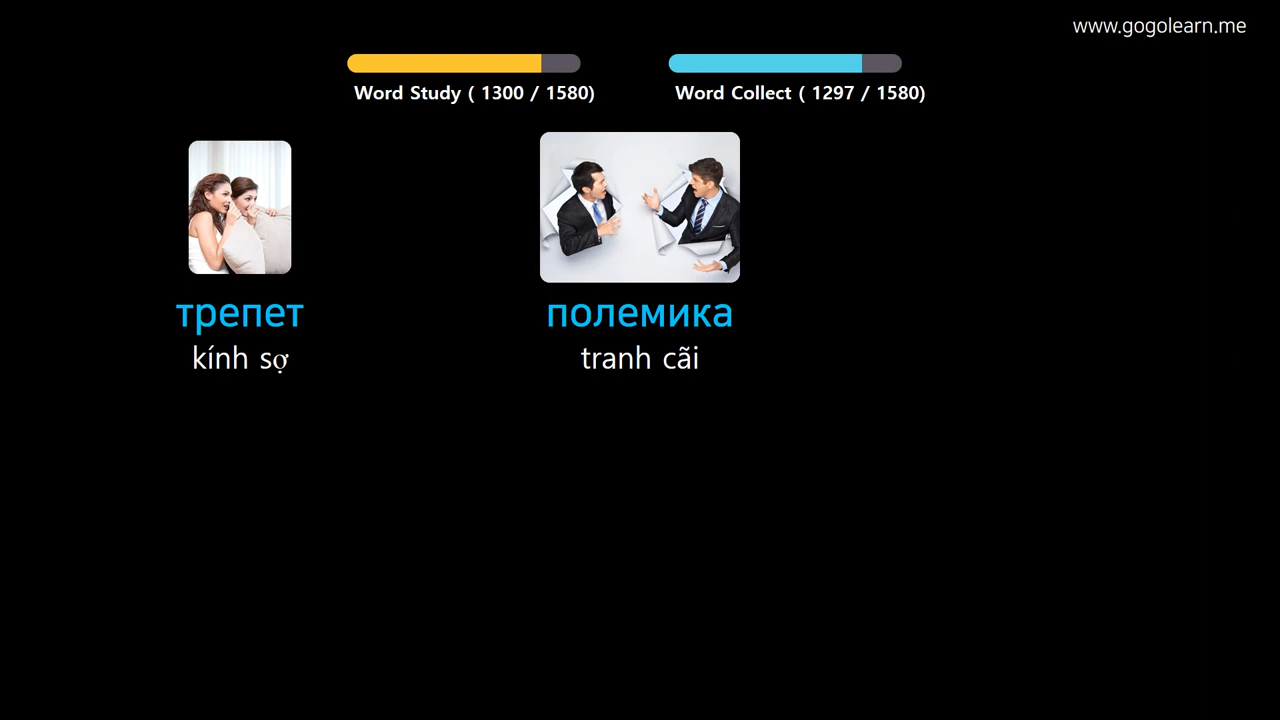 www.gogolearn.me
Word Study ( 1300 / 1580)
Word Collect ( 1297 / 1580)
трепет
kính sợ
полемика
tranh cãi